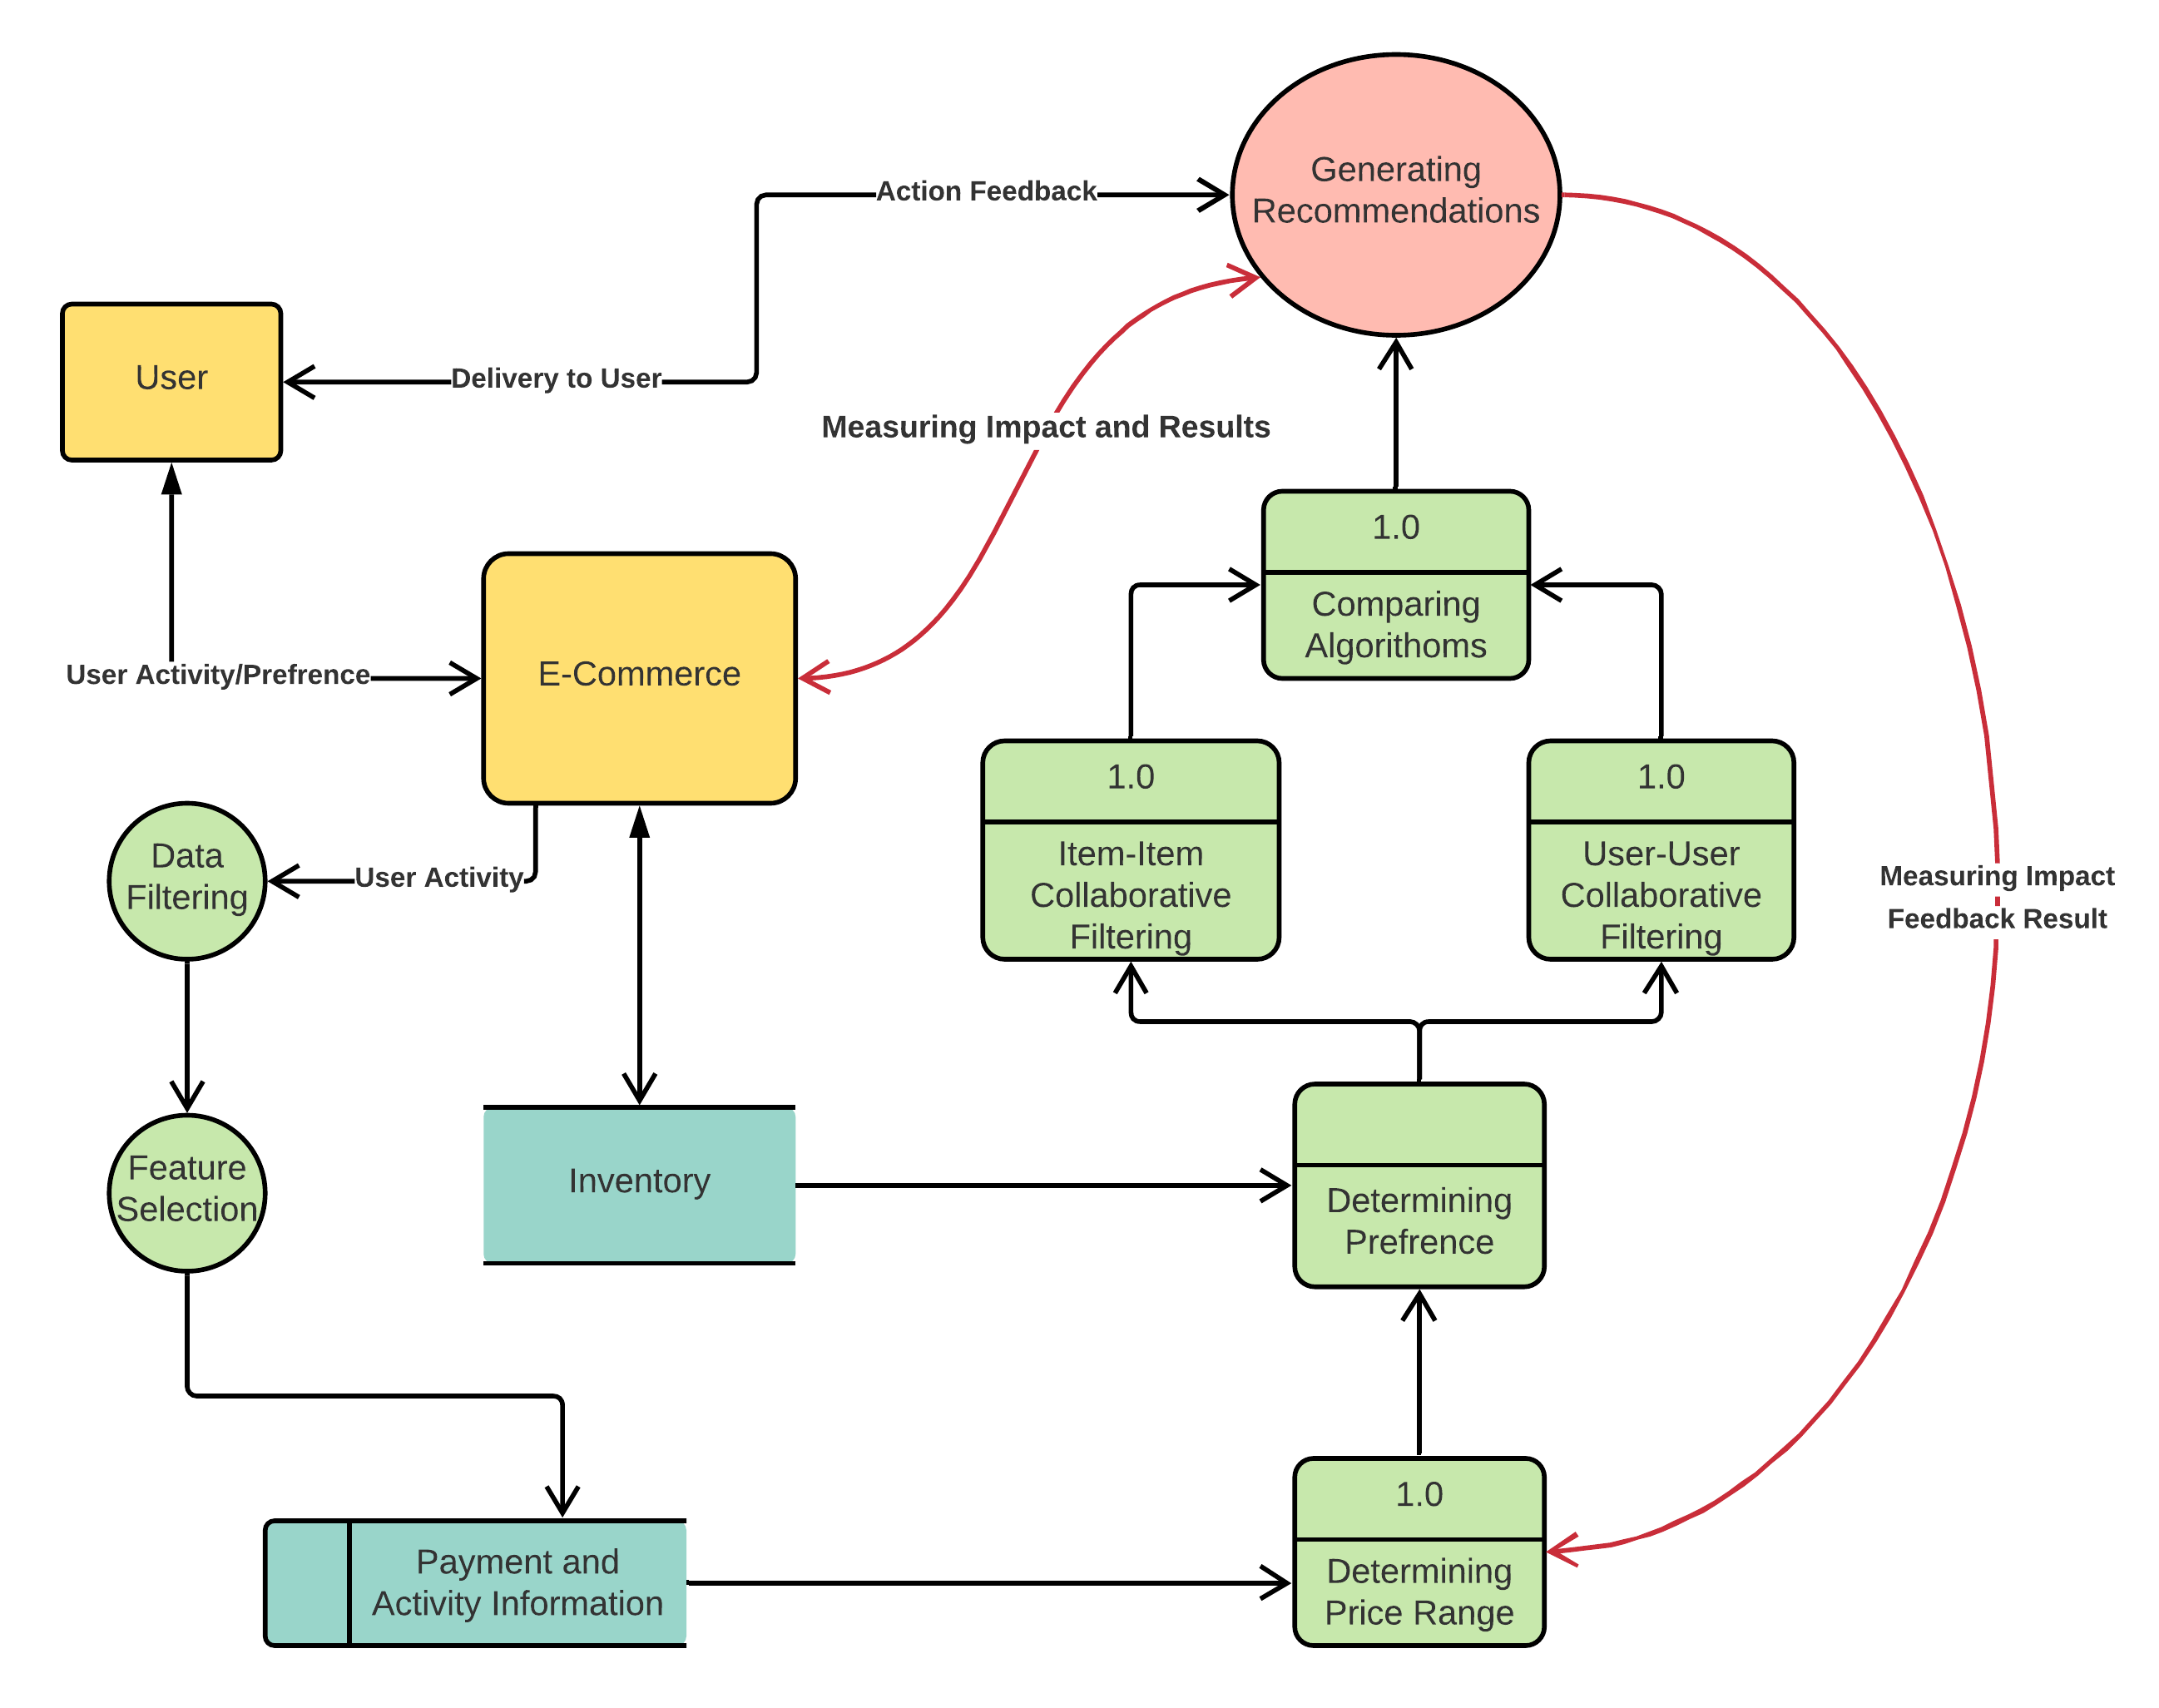 Generating
Recommendations
Action Feedback
User
Delivery to User
Measuring Impact and Results
1.0
Comparing
Algorithoms
User Activity/Prefrence
E-Commerce
1.0
Item-Item
Collaborative
Filtering
1.0
User-User
Collaborative
Filtering
Data
Filtering
User Activity
Measuring Impact
Feedback Result
Feature
Selection
Inventory
Determining
Prefrence
1.0
Determining
Price Range
Payment and
Activity Information